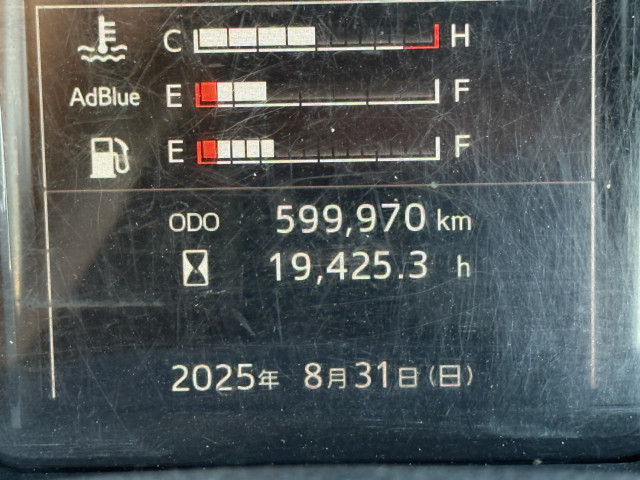 C H
AdBlue E F
E F
ODO 599,970 km
19,425.3 h
2025年 8月31日(日)